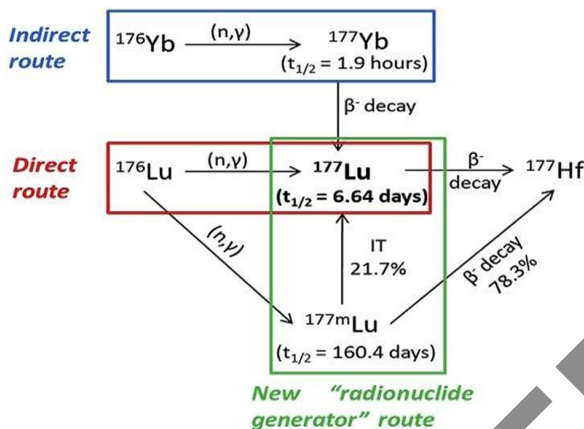 Indirect route
¹⁷⁶Yb (n,γ) ¹⁷⁷Yb
(t₁/₂ = 1.9 hours)
β⁻ decay
Direct route
¹⁷⁶Lu (n,γ) ¹⁷⁷Lu β⁻ decay ¹⁷⁷Hf
(t₁/₂ = 6.64 days)
(n,γ)
IT
21.7%
β⁻ decay
78.3%
¹⁷⁷ᵐLu
(t₁/₂ = 160.4 days)
New "radionuclide
generator" route